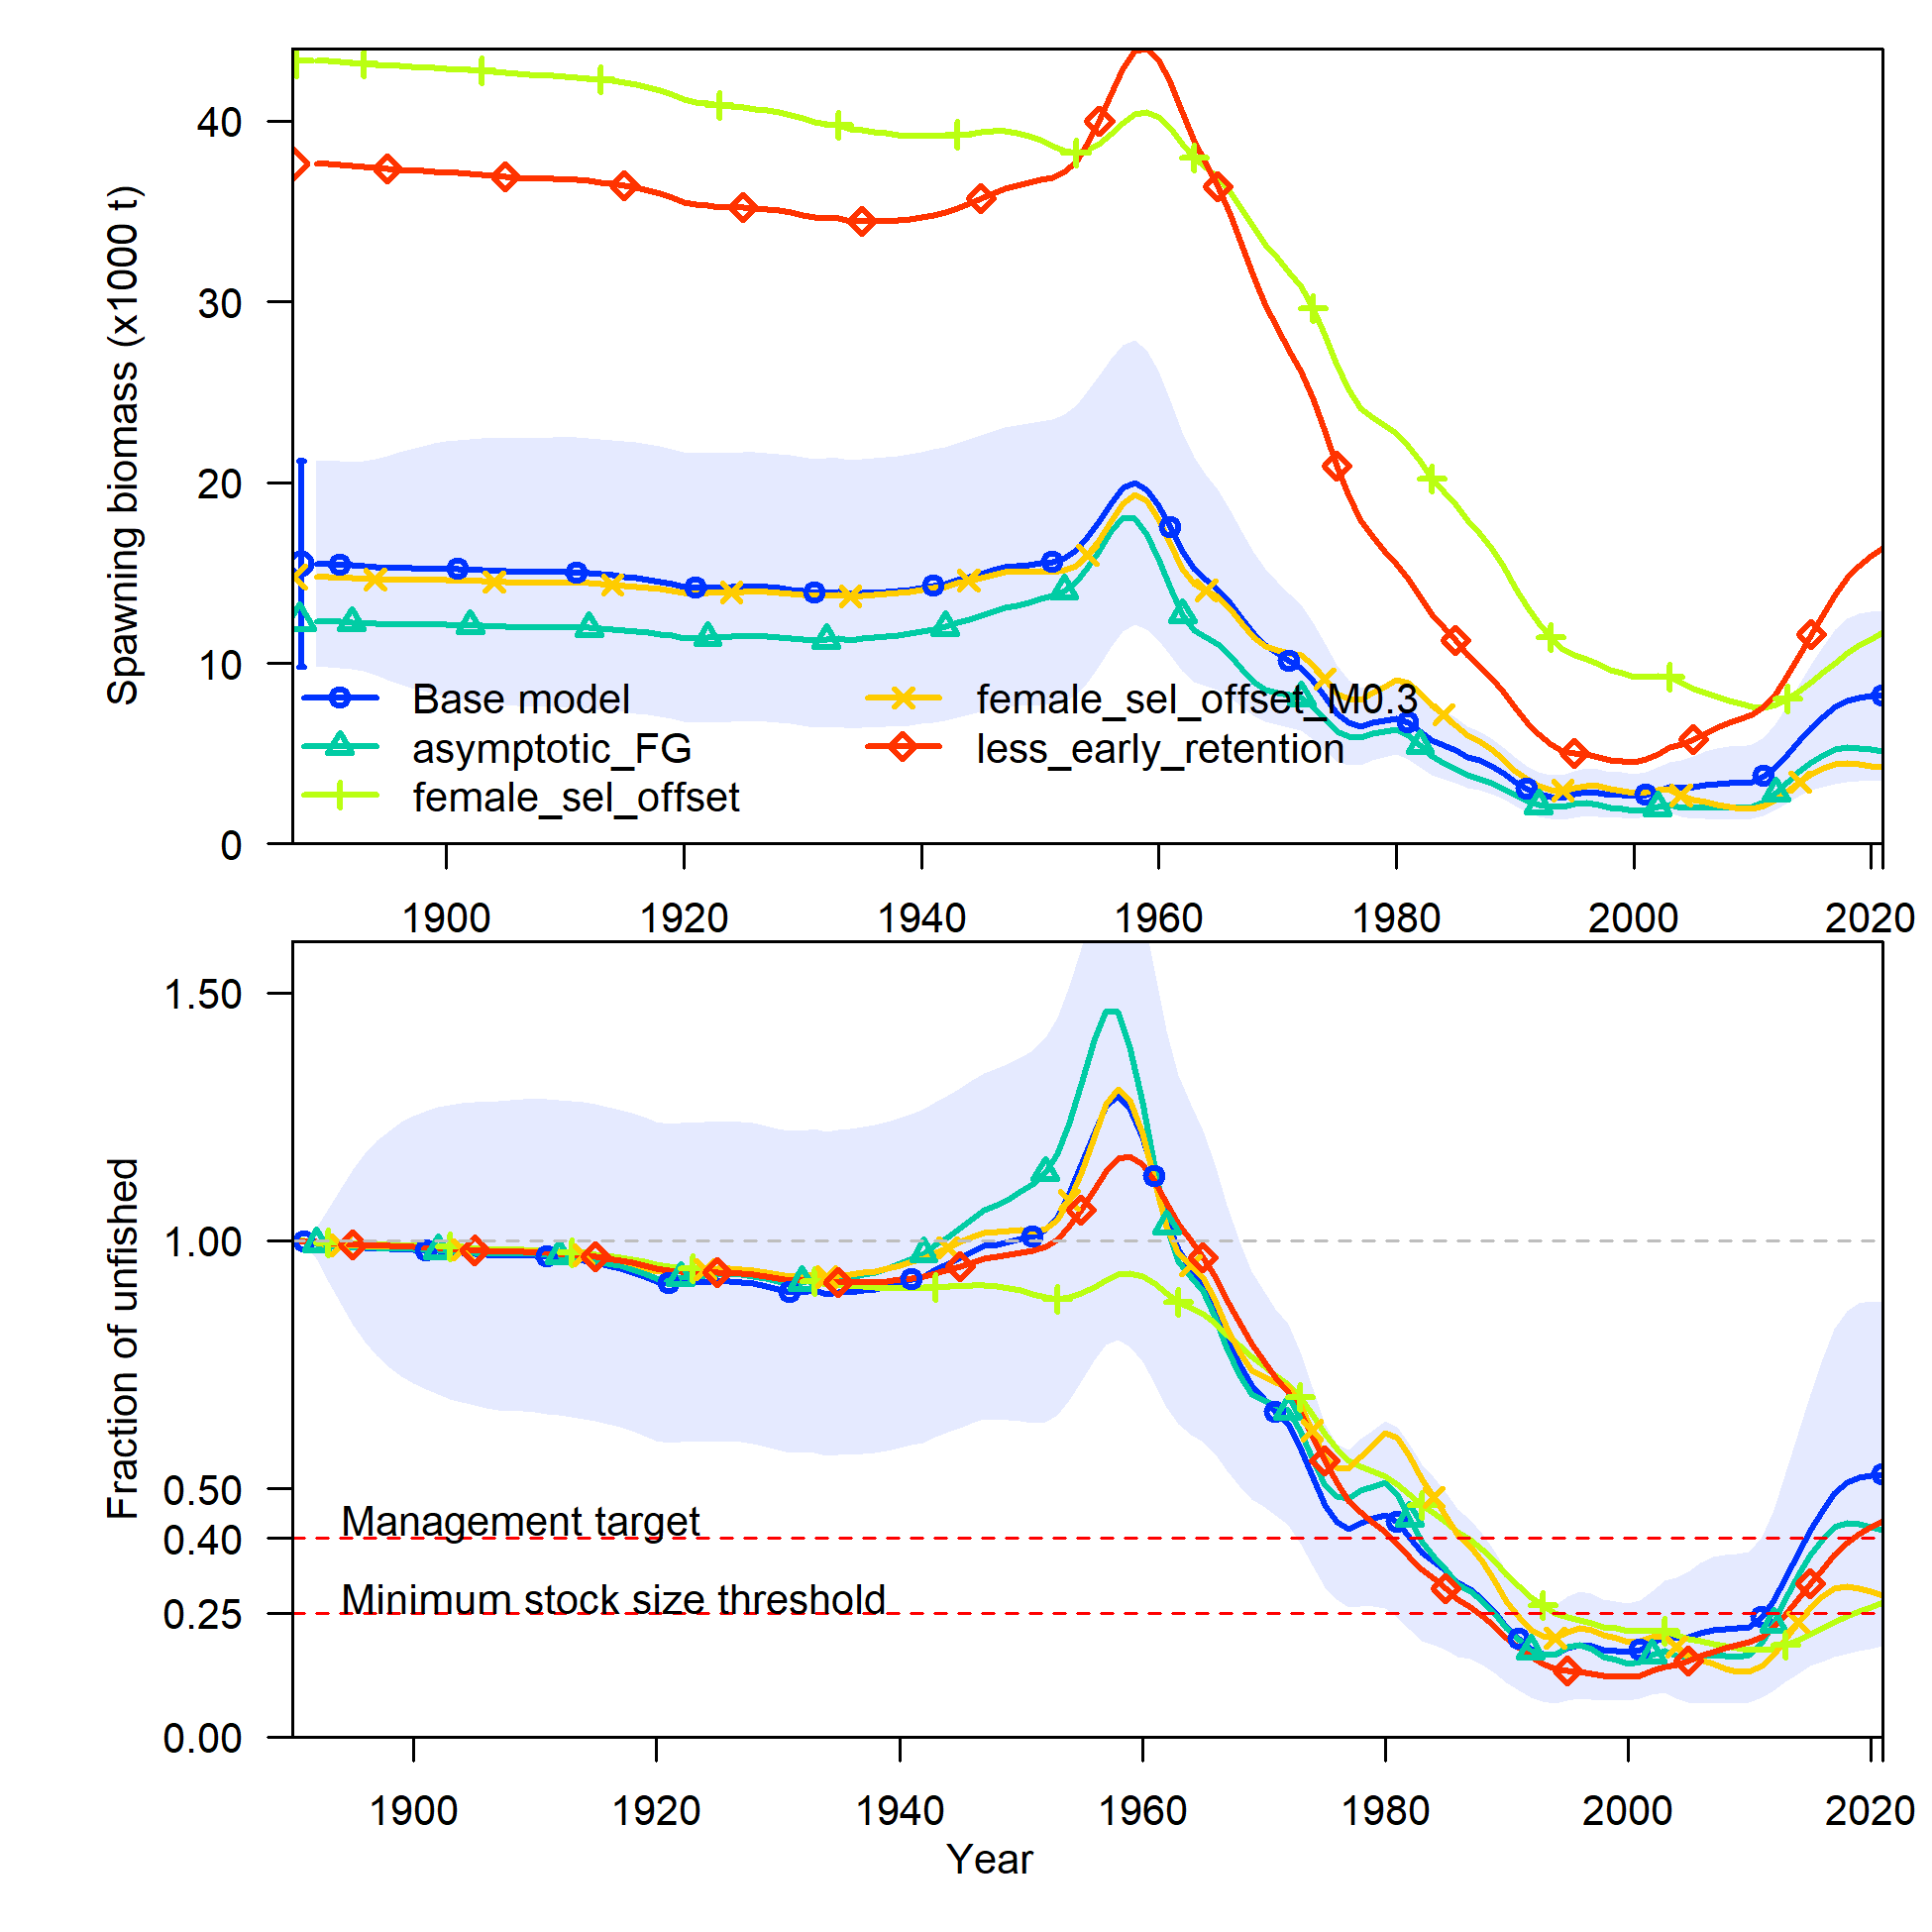 Spawning biomass (x1000 t)
40
30
20
10
0
Base model
asymptotic_FG
female_sel_offset
female_sel_offset_M0.3
less_early_retention
1900 1920 1940 1960 1980 2000 2020
Fraction of unfished
1.50
1.00
0.50
0.40
0.25
0.00
Management target
Minimum stock size threshold
1900 1920 1940 1960 1980 2000 2020
Year